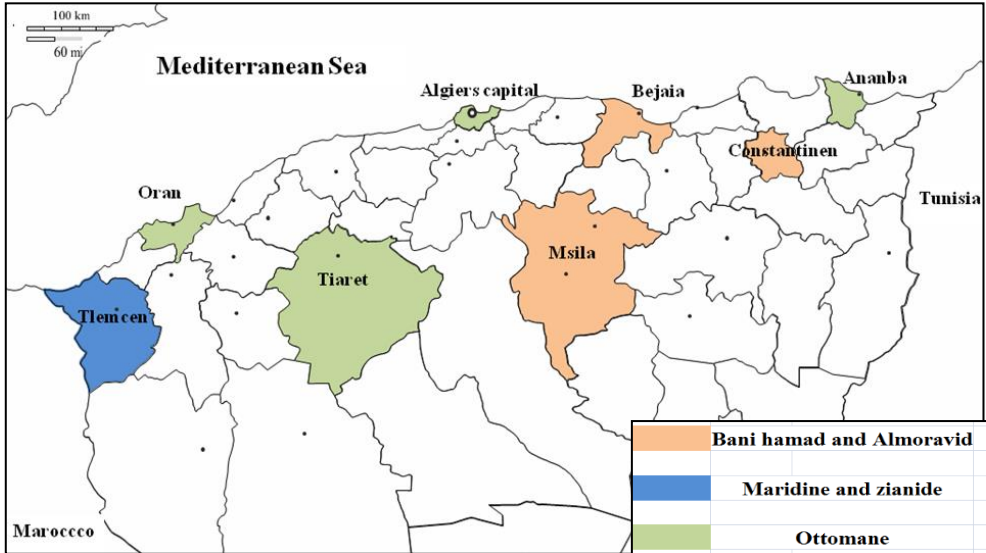 100 km
60 mi
Mediterranean Sea
Algiers capital
Bejaia
Ananba
Constantinen
Oran
Tunisia
Msila
Tiaret
Tlemcen
Bani hamad and Almoravid
Maridine and zianide
Maroccco
Ottomane